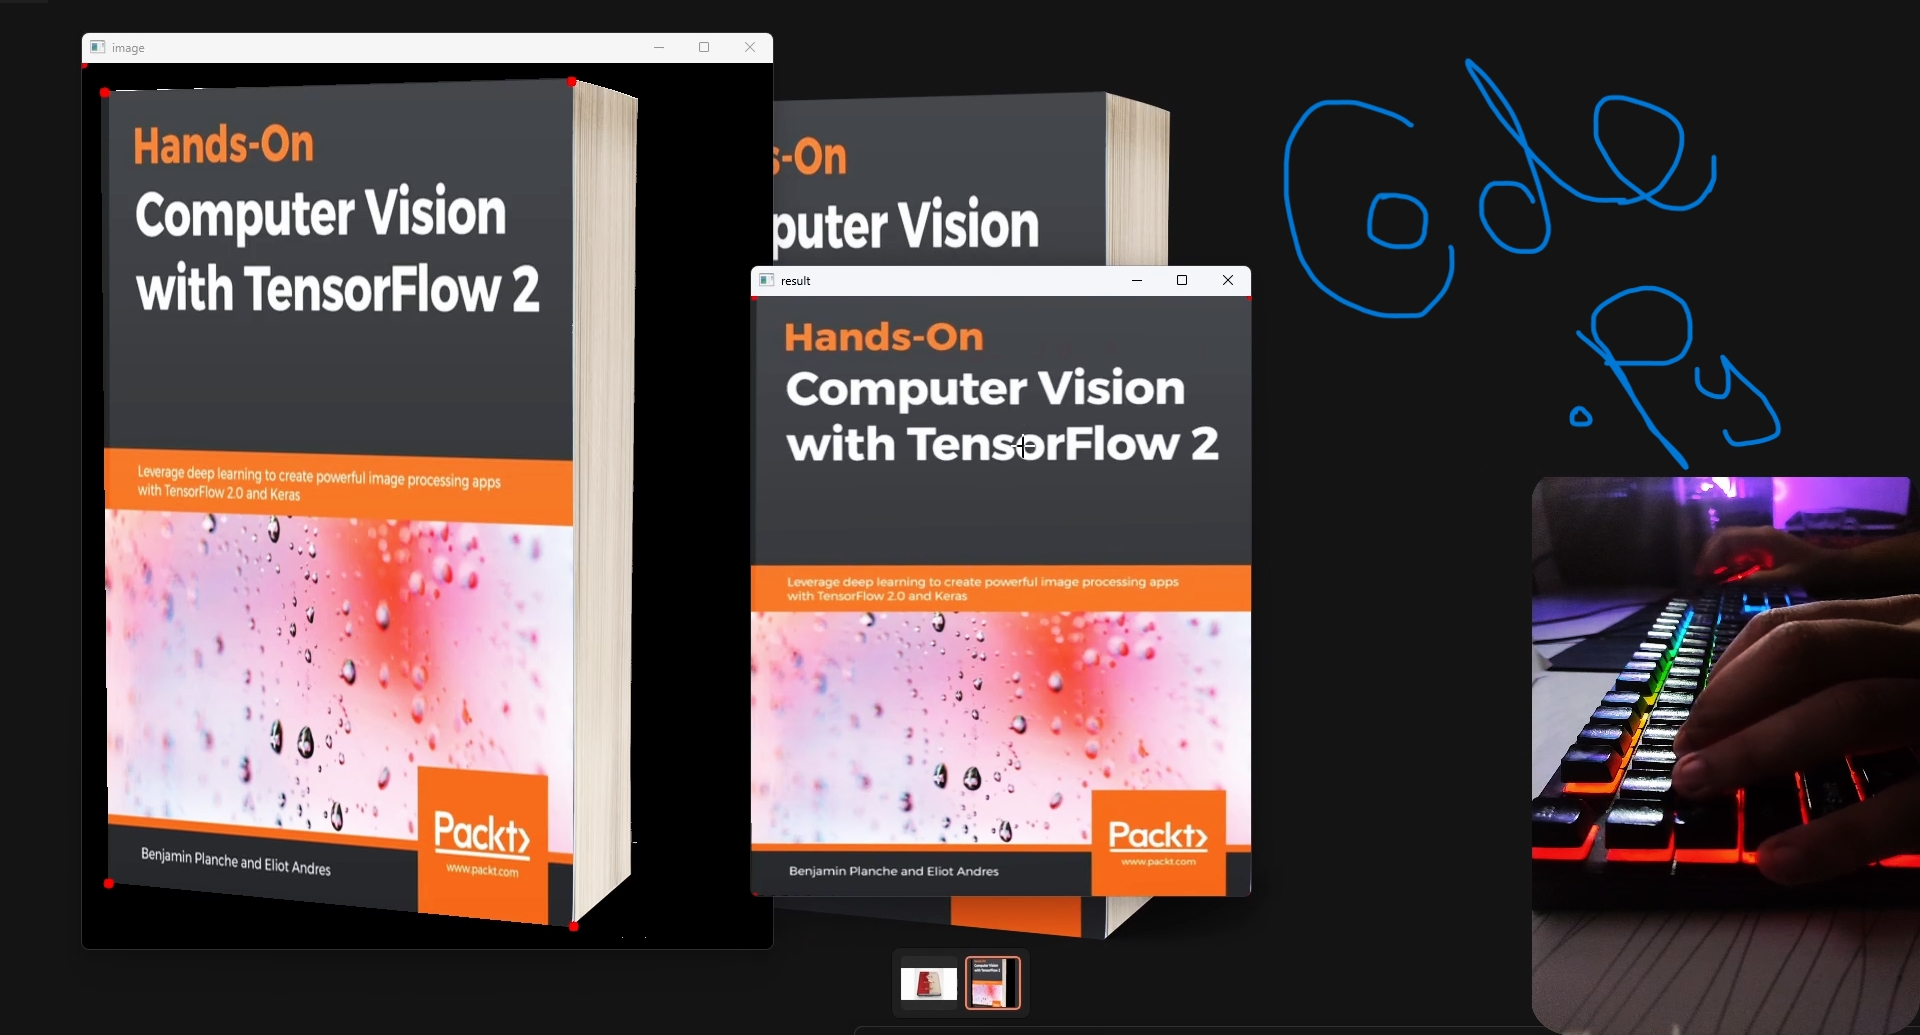 image
Hands-On
Computer Vision
with TensorFlow 2
Leverage deep learning to create powerful image processing apps
with TensorFlow 2.0 and Keras
Packt>
www.packt.com
Benjamin Planche and Eliot Andres
s-On
puter Vision
result
Hands-On
Computer Vision
with TensorFlow 2
Leverage deep learning to create powerful image processing apps
with TensorFlow 2.0 and Keras
Packt>
www.packt.com
Benjamin Planche and Eliot Andres
Code
.Py